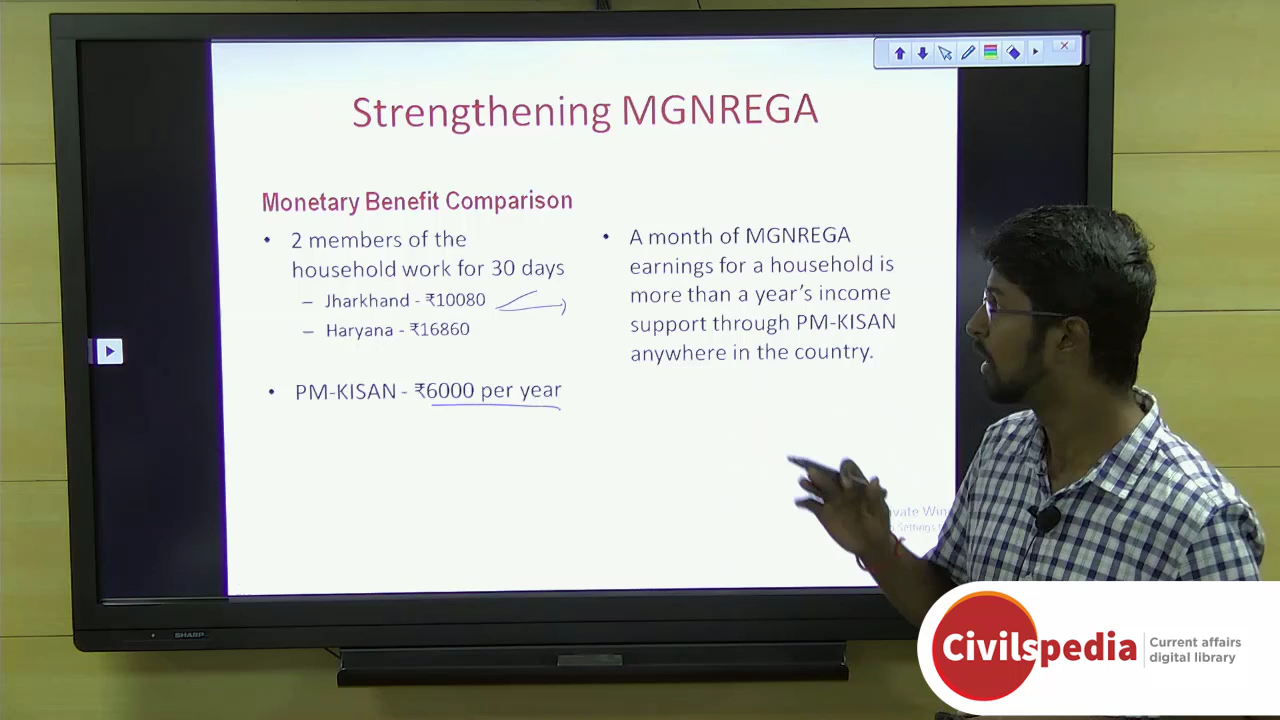 Strengthening MGNREGA
Monetary Benefit Comparison
• 2 members of the
household work for 30 days
– Jharkhand - ₹10080
– Haryana - ₹16860
• PM-KISAN - ₹6000 per year
• A month of MGNREGA
earnings for a household is
more than a year's income
support through PM-KISAN
anywhere in the country.
SHARP
Civilspedia
Current affairs
digital library